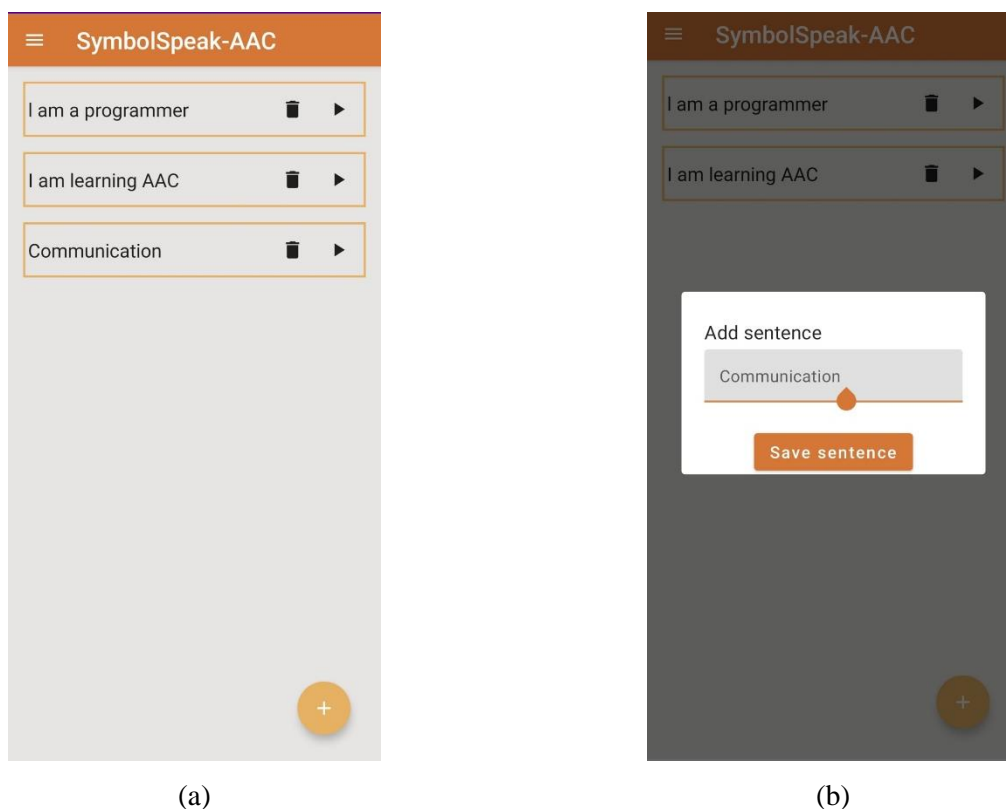 SymbolSpeak-AAC
I am a programmer
I am learning AAC
Communication
+
(a)
SymbolSpeak-AAC
I am a programmer
I am learning AAC
Add sentence
Communication
Save sentence
+
(b)